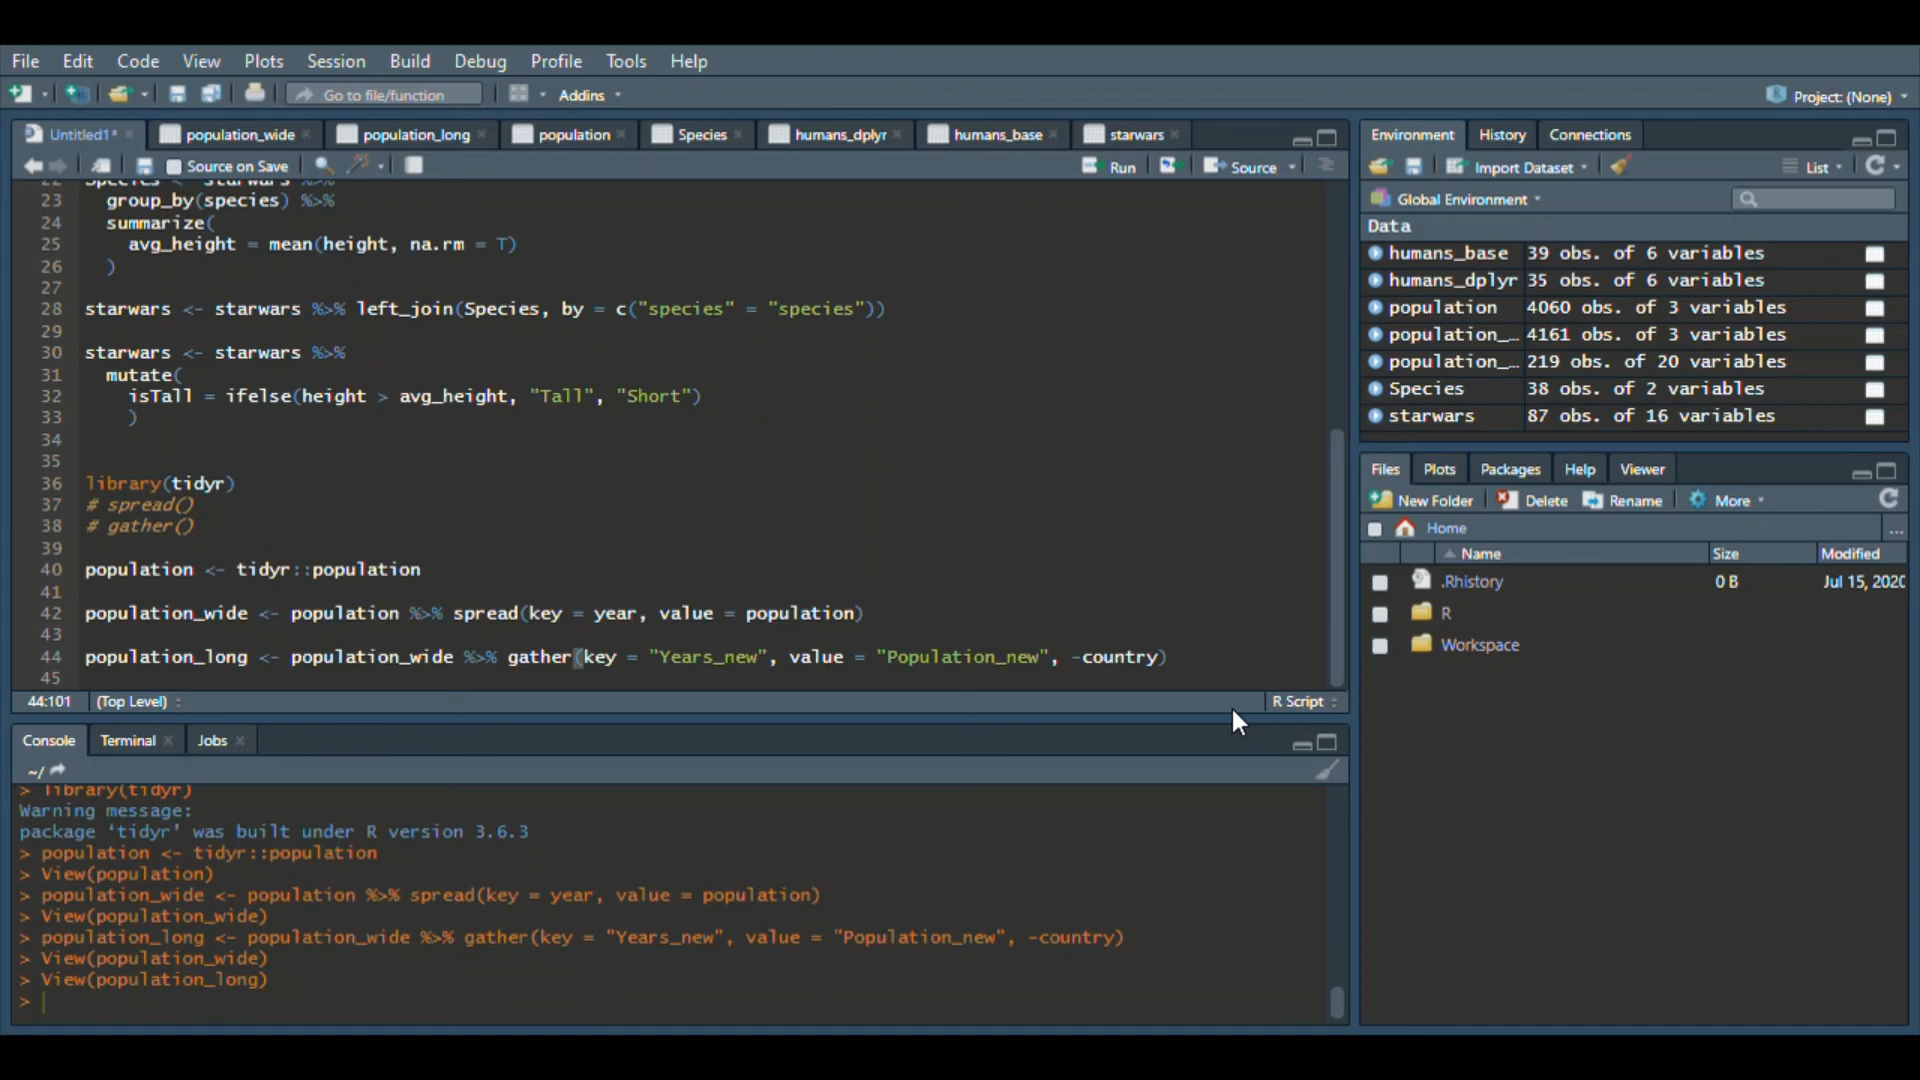 File Edit Code View Plots Session Build Debug Profile Tools Help
Go to file/function Addins Project: (None)
Untitled1* population_wide population_long population Species humans_dplyr humans_base starwars
Source on Save Run Source
22 Species <- starwars %>%
23 group_by(species) %>%
24 summarize(
25 avg_height = mean(height, na.rm = T)
26 )
27
28 starwars <- starwars %>% left_join(Species, by = c("species" = "species"))
29
30 starwars <- starwars %>%
31 mutate(
32 isTall = ifelse(height > avg_height, "Tall", "Short")
33 )
34
35
36 library(tidyr)
37 # spread()
38 # gather()
39
40 population <- tidyr::population
41
42 population_wide <- population %>% spread(key = year, value = population)
43
44 population_long <- population_wide %>% gather(key = "Years_new", value = "Population_new", -country)
45
44:101 (Top Level) R Script
Console Terminal Jobs
~/
> library(tidyr)
Warning message:
package ‘tidyr’ was built under R version 3.6.3
> population <- tidyr::population
> View(population)
> population_wide <- population %>% spread(key = year, value = population)
> View(population_wide)
> population_long <- population_wide %>% gather(key = "Years_new", value = "Population_new", -country)
> View(population_wide)
> View(population_long)
>
Environment History Connections
Import Dataset List
Global Environment
Data
humans_base 39 obs. of 6 variables
humans_dplyr 35 obs. of 6 variables
population 4060 obs. of 3 variables
population_… 4161 obs. of 3 variables
population_… 219 obs. of 20 variables
Species 38 obs. of 2 variables
starwars 87 obs. of 16 variables
Files Plots Packages Help Viewer
New Folder Delete Rename More
Home ...
Name Size Modified
.Rhistory 0 B Jul 15, 2020
R
Workspace